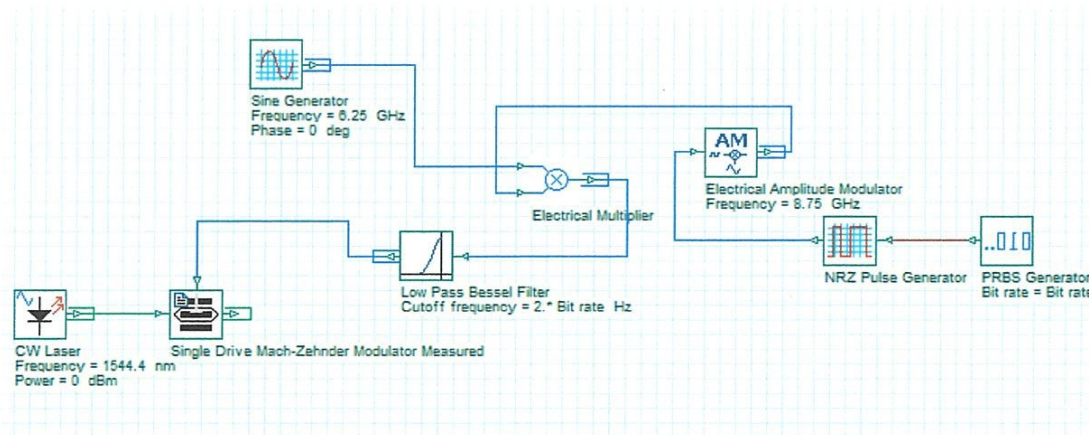 Sine Generator
Frequency = 6.25 GHz
Phase = 0 deg
AM
Electrical Amplitude Modulator
Frequency = 8.75 GHz
Electrical Multiplier
NRZ Pulse Generator
PRBS Generator
Bit rate = Bit rate
Low Pass Bessel Filter
Cutoff frequency = 2.* Bit rate Hz
CW Laser
Frequency = 1544.4 nm
Power = 0 dBm
Single Drive Mach-Zehnder Modulator Measured